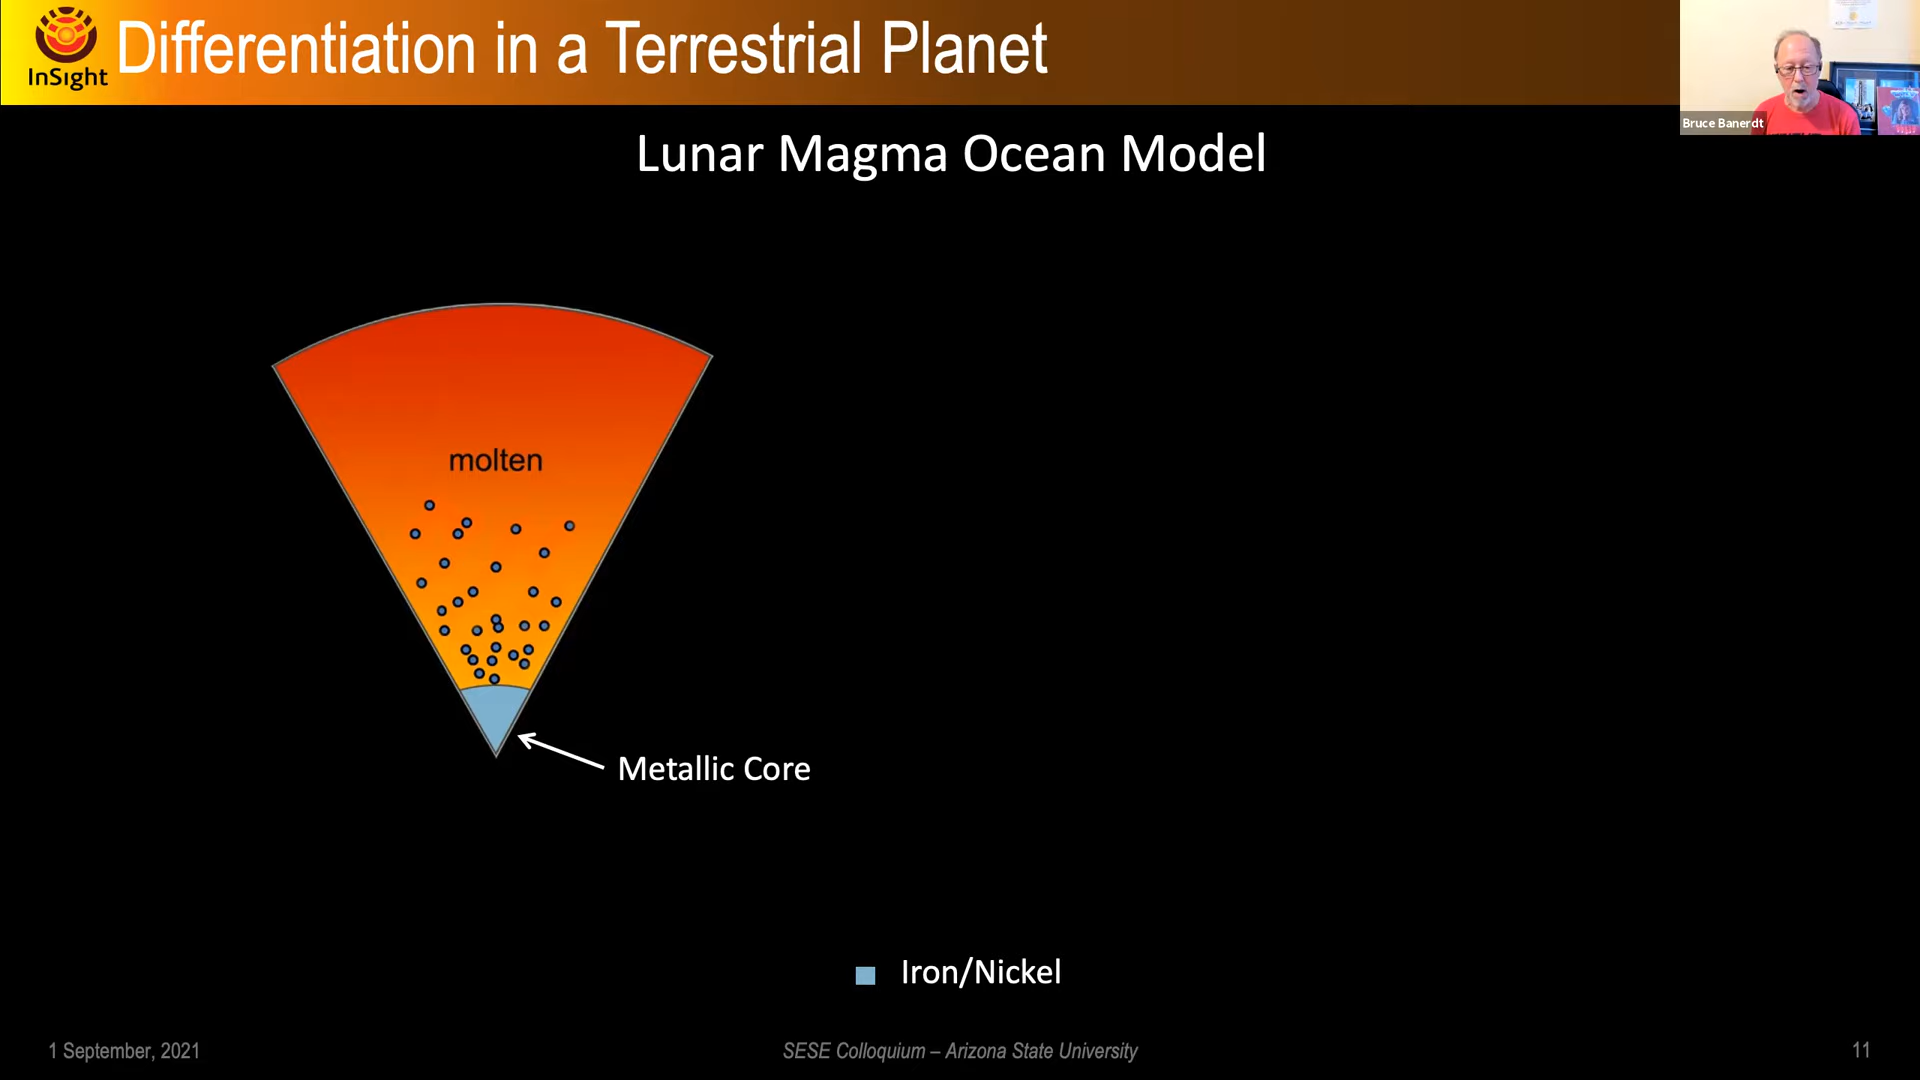 InSight
Differentiation in a Terrestrial Planet
Bruce Banerdt
Lunar Magma Ocean Model
molten
Metallic Core
Iron/Nickel
1 September, 2021
SESE Colloquium – Arizona State University
11